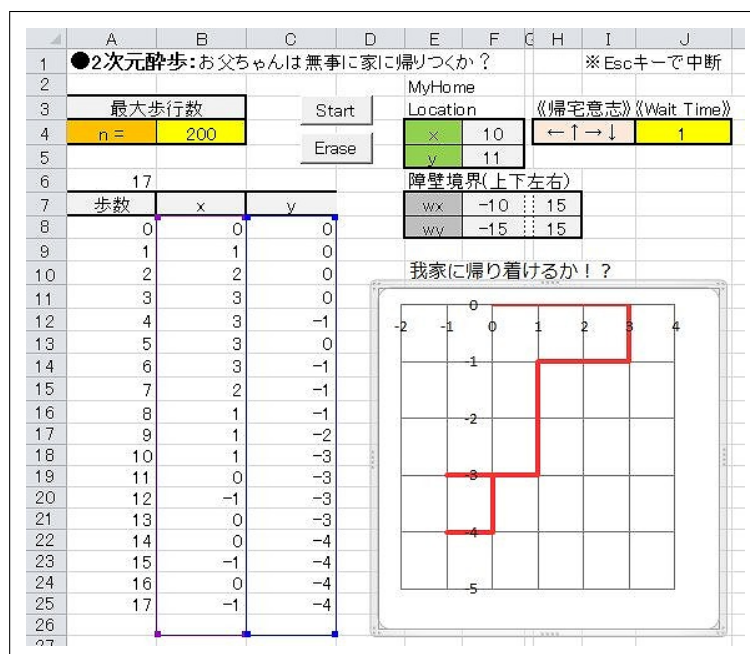 A B C D E F G H I J
1 ●2次元酔歩:お父ちゃんは無事に家に帰りつくか？ ※Escキーで中断
2 MyHome
3 最大歩行数 Start Location 《帰宅意志》 《Wait Time》
4 n = 200 x 10 ←↑→↓ 1
5 Erase y 11
6 17 障壁境界(上下左右)
7 歩数 x y wx -10 15
8 0 0 0 wy -15 15
9 1 1 0
10 2 2 0 我家に帰り着けるか！？
11 3 3 0
12 4 3 -1
13 5 3 0
14 6 3 -1
15 7 2 -1
16 8 1 -1
17 9 1 -2
18 10 1 -3
19 11 0 -3
20 12 -1 -3
21 13 0 -3
22 14 0 -4
23 15 -1 -4
24 16 0 -4
25 17 -1 -4
26
27
0
-2 -1 0 1 2 3 4
-1
-2
-3
-4
-5